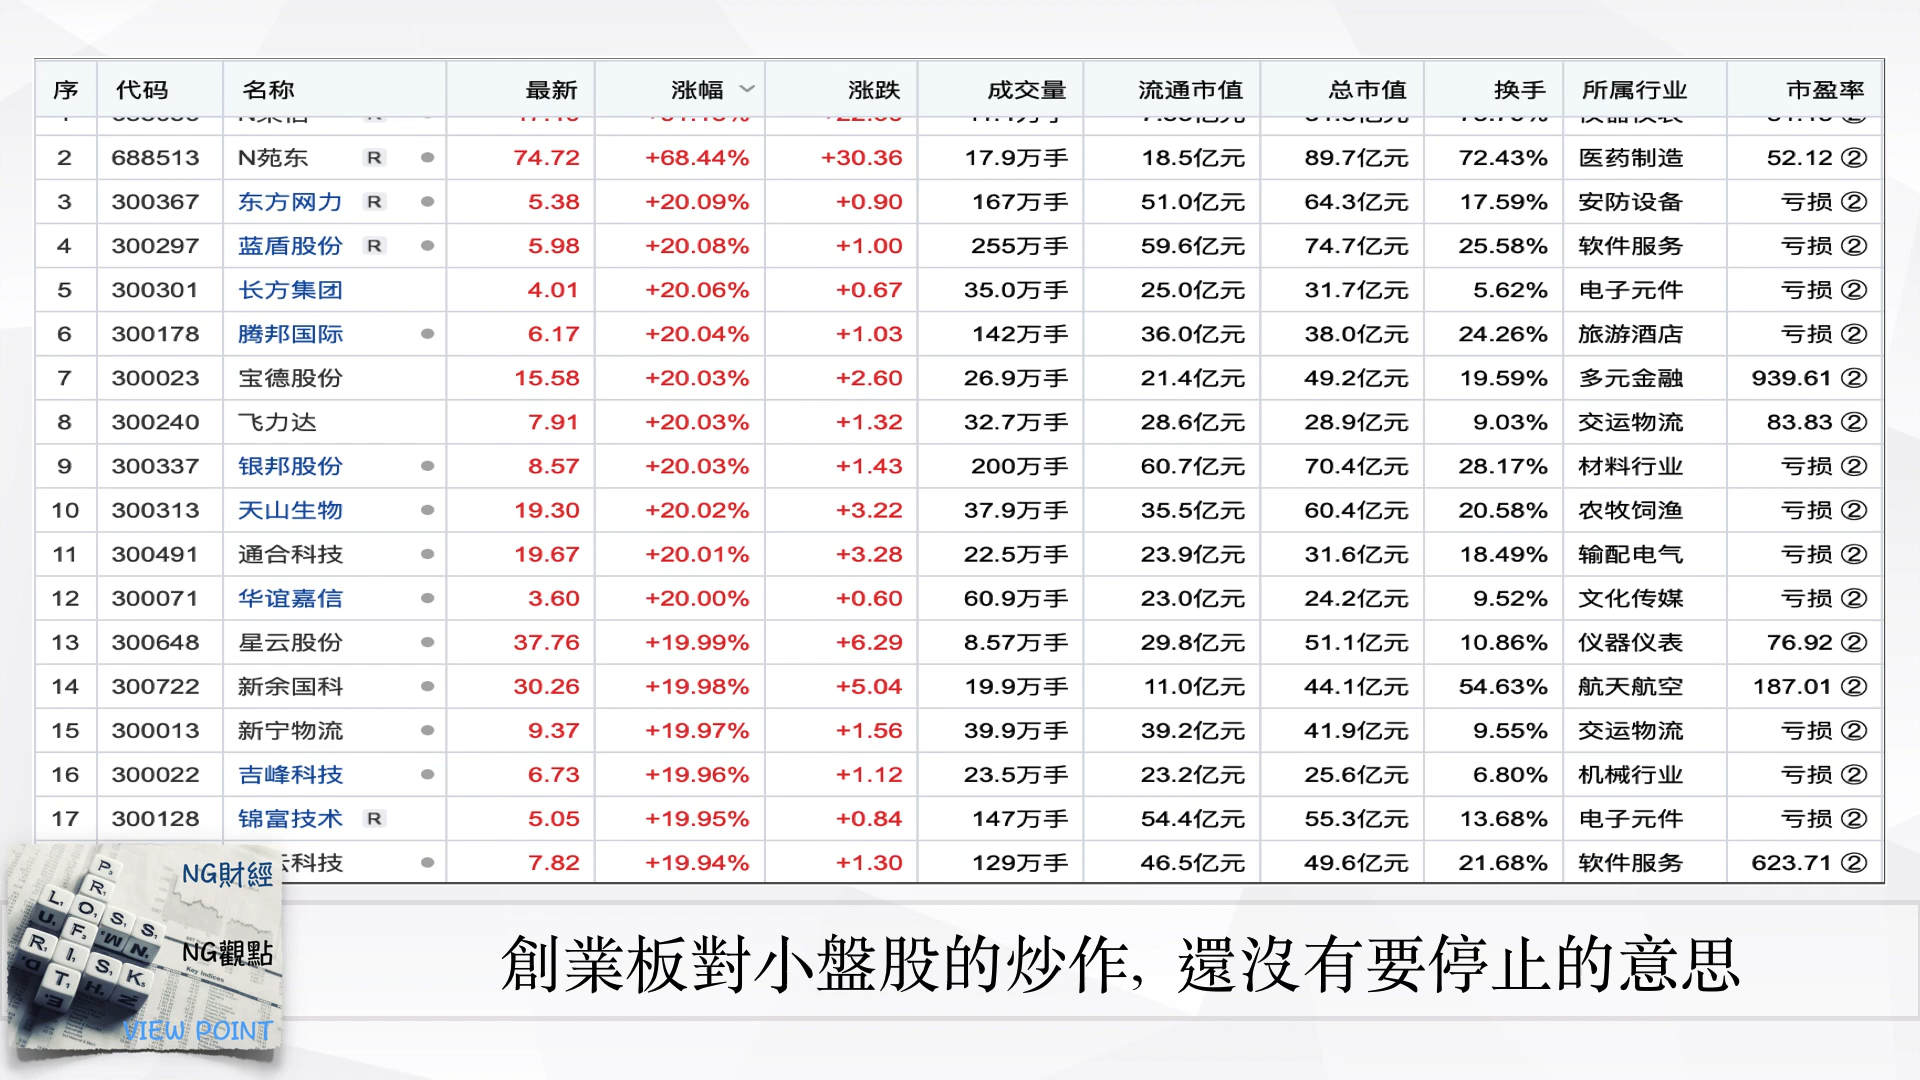 序 代码 名称 最新 涨幅 涨跌 成交量 流通市值 总市值 换手 所属行业 市盈率
2 688513 N苑东 R 74.72 +68.44% +30.36 17.9万手 18.5亿元 89.7亿元 72.43% 医药制造 52.12 ②
3 300367 东方网力 R 5.38 +20.09% +0.90 167万手 51.0亿元 64.3亿元 17.59% 安防设备 亏损 ②
4 300297 蓝盾股份 R 5.98 +20.08% +1.00 255万手 59.6亿元 74.7亿元 25.58% 软件服务 亏损 ②
5 300301 长方集团 4.01 +20.06% +0.67 35.0万手 25.0亿元 31.7亿元 5.62% 电子元件 亏损 ②
6 300178 腾邦国际 6.17 +20.04% +1.03 142万手 36.0亿元 38.0亿元 24.26% 旅游酒店 亏损 ②
7 300023 宝德股份 15.58 +20.03% +2.60 26.9万手 21.4亿元 49.2亿元 19.59% 多元金融 939.61 ②
8 300240 飞力达 7.91 +20.03% +1.32 32.7万手 28.6亿元 28.9亿元 9.03% 交运物流 83.83 ②
9 300337 银邦股份 8.57 +20.03% +1.43 200万手 60.7亿元 70.4亿元 28.17% 材料行业 亏损 ②
10 300313 天山生物 19.30 +20.02% +3.22 37.9万手 35.5亿元 60.4亿元 20.58% 农牧饲渔 亏损 ②
11 300491 通合科技 19.67 +20.01% +3.28 22.5万手 23.9亿元 31.6亿元 18.49% 输配电气 亏损 ②
12 300071 华谊嘉信 3.60 +20.00% +0.60 60.9万手 23.0亿元 24.2亿元 9.52% 文化传媒 亏损 ②
13 300648 星云股份 37.76 +19.99% +6.29 8.57万手 29.8亿元 51.1亿元 10.86% 仪器仪表 76.92 ②
14 300722 新余国科 30.26 +19.98% +5.04 19.9万手 11.0亿元 44.1亿元 54.63% 航天航空 187.01 ②
15 300013 新宁物流 9.37 +19.97% +1.56 39.9万手 39.2亿元 41.9亿元 9.55% 交运物流 亏损 ②
16 300022 吉峰科技 6.73 +19.96% +1.12 23.5万手 23.2亿元 25.6亿元 6.80% 机械行业 亏损 ②
17 300128 锦富技术 R 5.05 +19.95% +0.84 147万手 54.4亿元 55.3亿元 13.68% 电子元件 亏损 ②
科技 7.82 +19.94% +1.30 129万手 46.5亿元 49.6亿元 21.68% 软件服务 623.71 ②
NG財經
NG觀點
VIEW POINT
創業板對小盤股的炒作, 還沒有要停止的意思